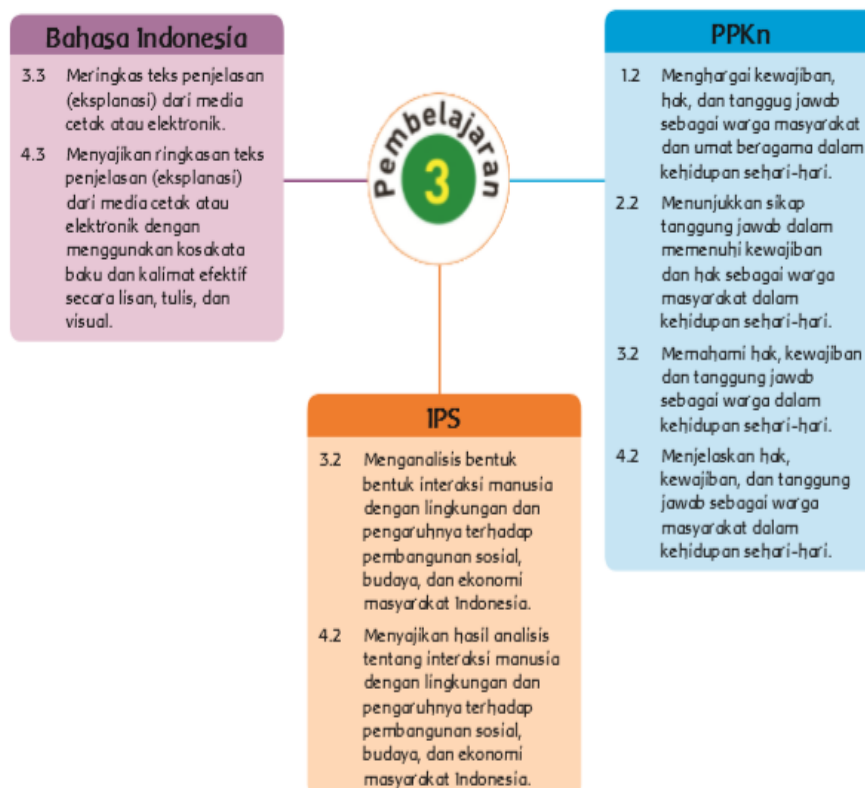 Bahasa Indonesia
3.3 Meringkas teks penjelasan
(eksplanasi) dari media
cetak atau elektronik.
4.3 Menyajikan ringkasan teks
penjelasan (eksplanasi)
dari media cetak atau
elektronik dengan
menggunakan kosakata
baku dan kalimat efektif
secara lisan, tulis, dan
visual.
Pembelajaran
3
PPKn
1.2 Menghargai kewajiban,
hak, dan tanggug jawab
sebagai warga masyarakat
dan umat beragama dalam
kehidupan sehari-hari.
2.2 Menunjukkan sikap
tanggung jawab dalam
memenuhi kewajiban
dan hak sebagai warga
masyarakat dalam
kehidupan sehari-hari.
3.2 Memahami hak, kewajiban
dan tanggung jawab
sebagai warga dalam
kehidupan sehari-hari.
4.2 Menjelaskan hak,
kewajiban, dan tanggung
jawab sebagai warga
masyarakat dalam
kehidupan sehari-hari.
IPS
3.2 Menganalisis bentuk
bentuk interaksi manusia
dengan lingkungan dan
pengaruhnya terhadap
pembangunan sosial,
budaya, dan ekonomi
masyarakat Indonesia.
4.2 Menyajikan hasil analisis
tentang interaksi manusia
dengan lingkungan dan
pengaruhnya terhadap
pembangunan sosial,
budaya, dan ekonomi
masyarakat Indonesia.